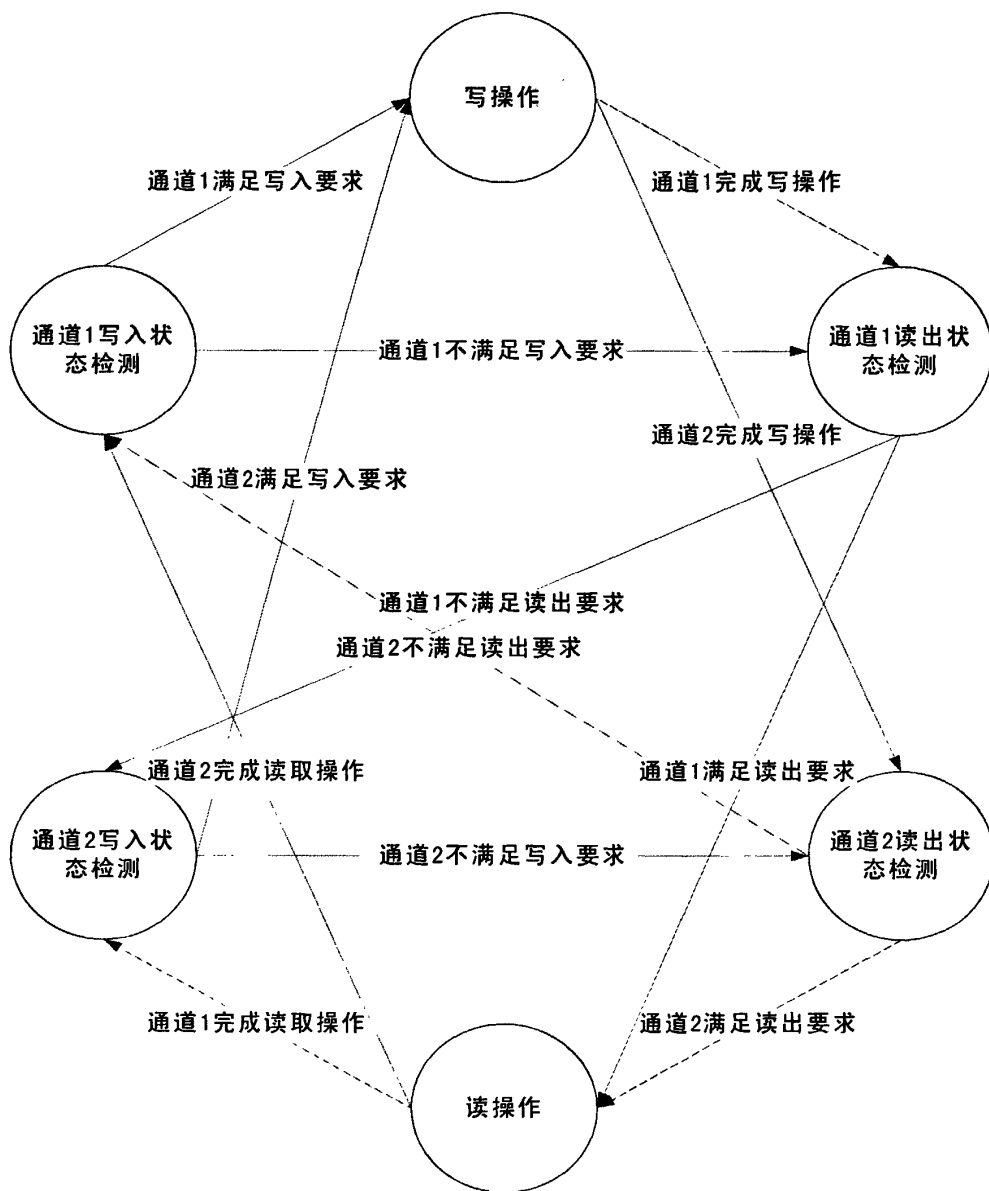 写操作
通道1满足写入要求
通道1完成写操作
通道1写入状
态检测
通道1不满足写入要求
通道1读出状
态检测
通道2完成写操作
通道2满足写入要求
通道1不满足读出要求
通道2不满足读出要求
通道2完成读取操作
通道1满足读出要求
通道2写入状
态检测
通道2不满足写入要求
通道2读出状
态检测
通道1完成读取操作
通道2满足读出要求
读操作